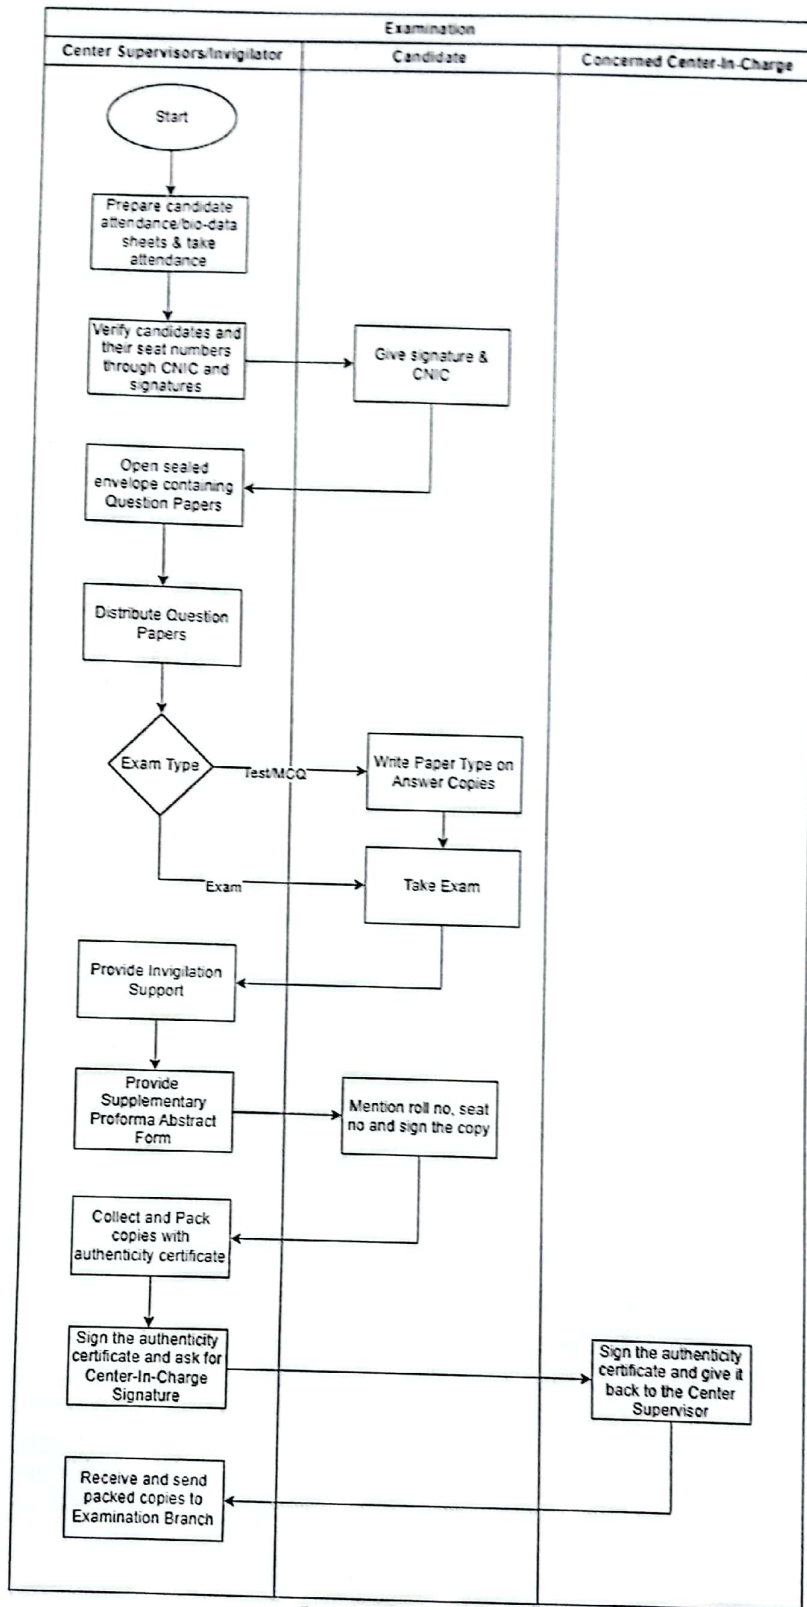 Examination
Center Supervisors/Invigilator
Candidate
Concerned Center-In-Charge
Start
Prepare candidate
attendance/bio-data
sheets & take
attendance
Verify candidates and
their seat numbers
through CNIC and
signatures
Give signature &
CNIC
Open sealed
envelope containing
Question Papers
Distribute Question
Papers
Exam Type
Test/MCQ
Write Paper Type on
Answer Copies
Exam
Take Exam
Provide Invigilation
Support
Provide
Supplementary
Proforma Abstract
Form
Mention roll no, seat
no and sign the copy
Collect and Pack
copies with
authenticity certificate
Sign the authenticity
certificate and ask for
Center-In-Charge
Signature
Sign the authenticity
certificate and give it
back to the Center
Supervisor
Receive and send
packed copies to
Examination Branch